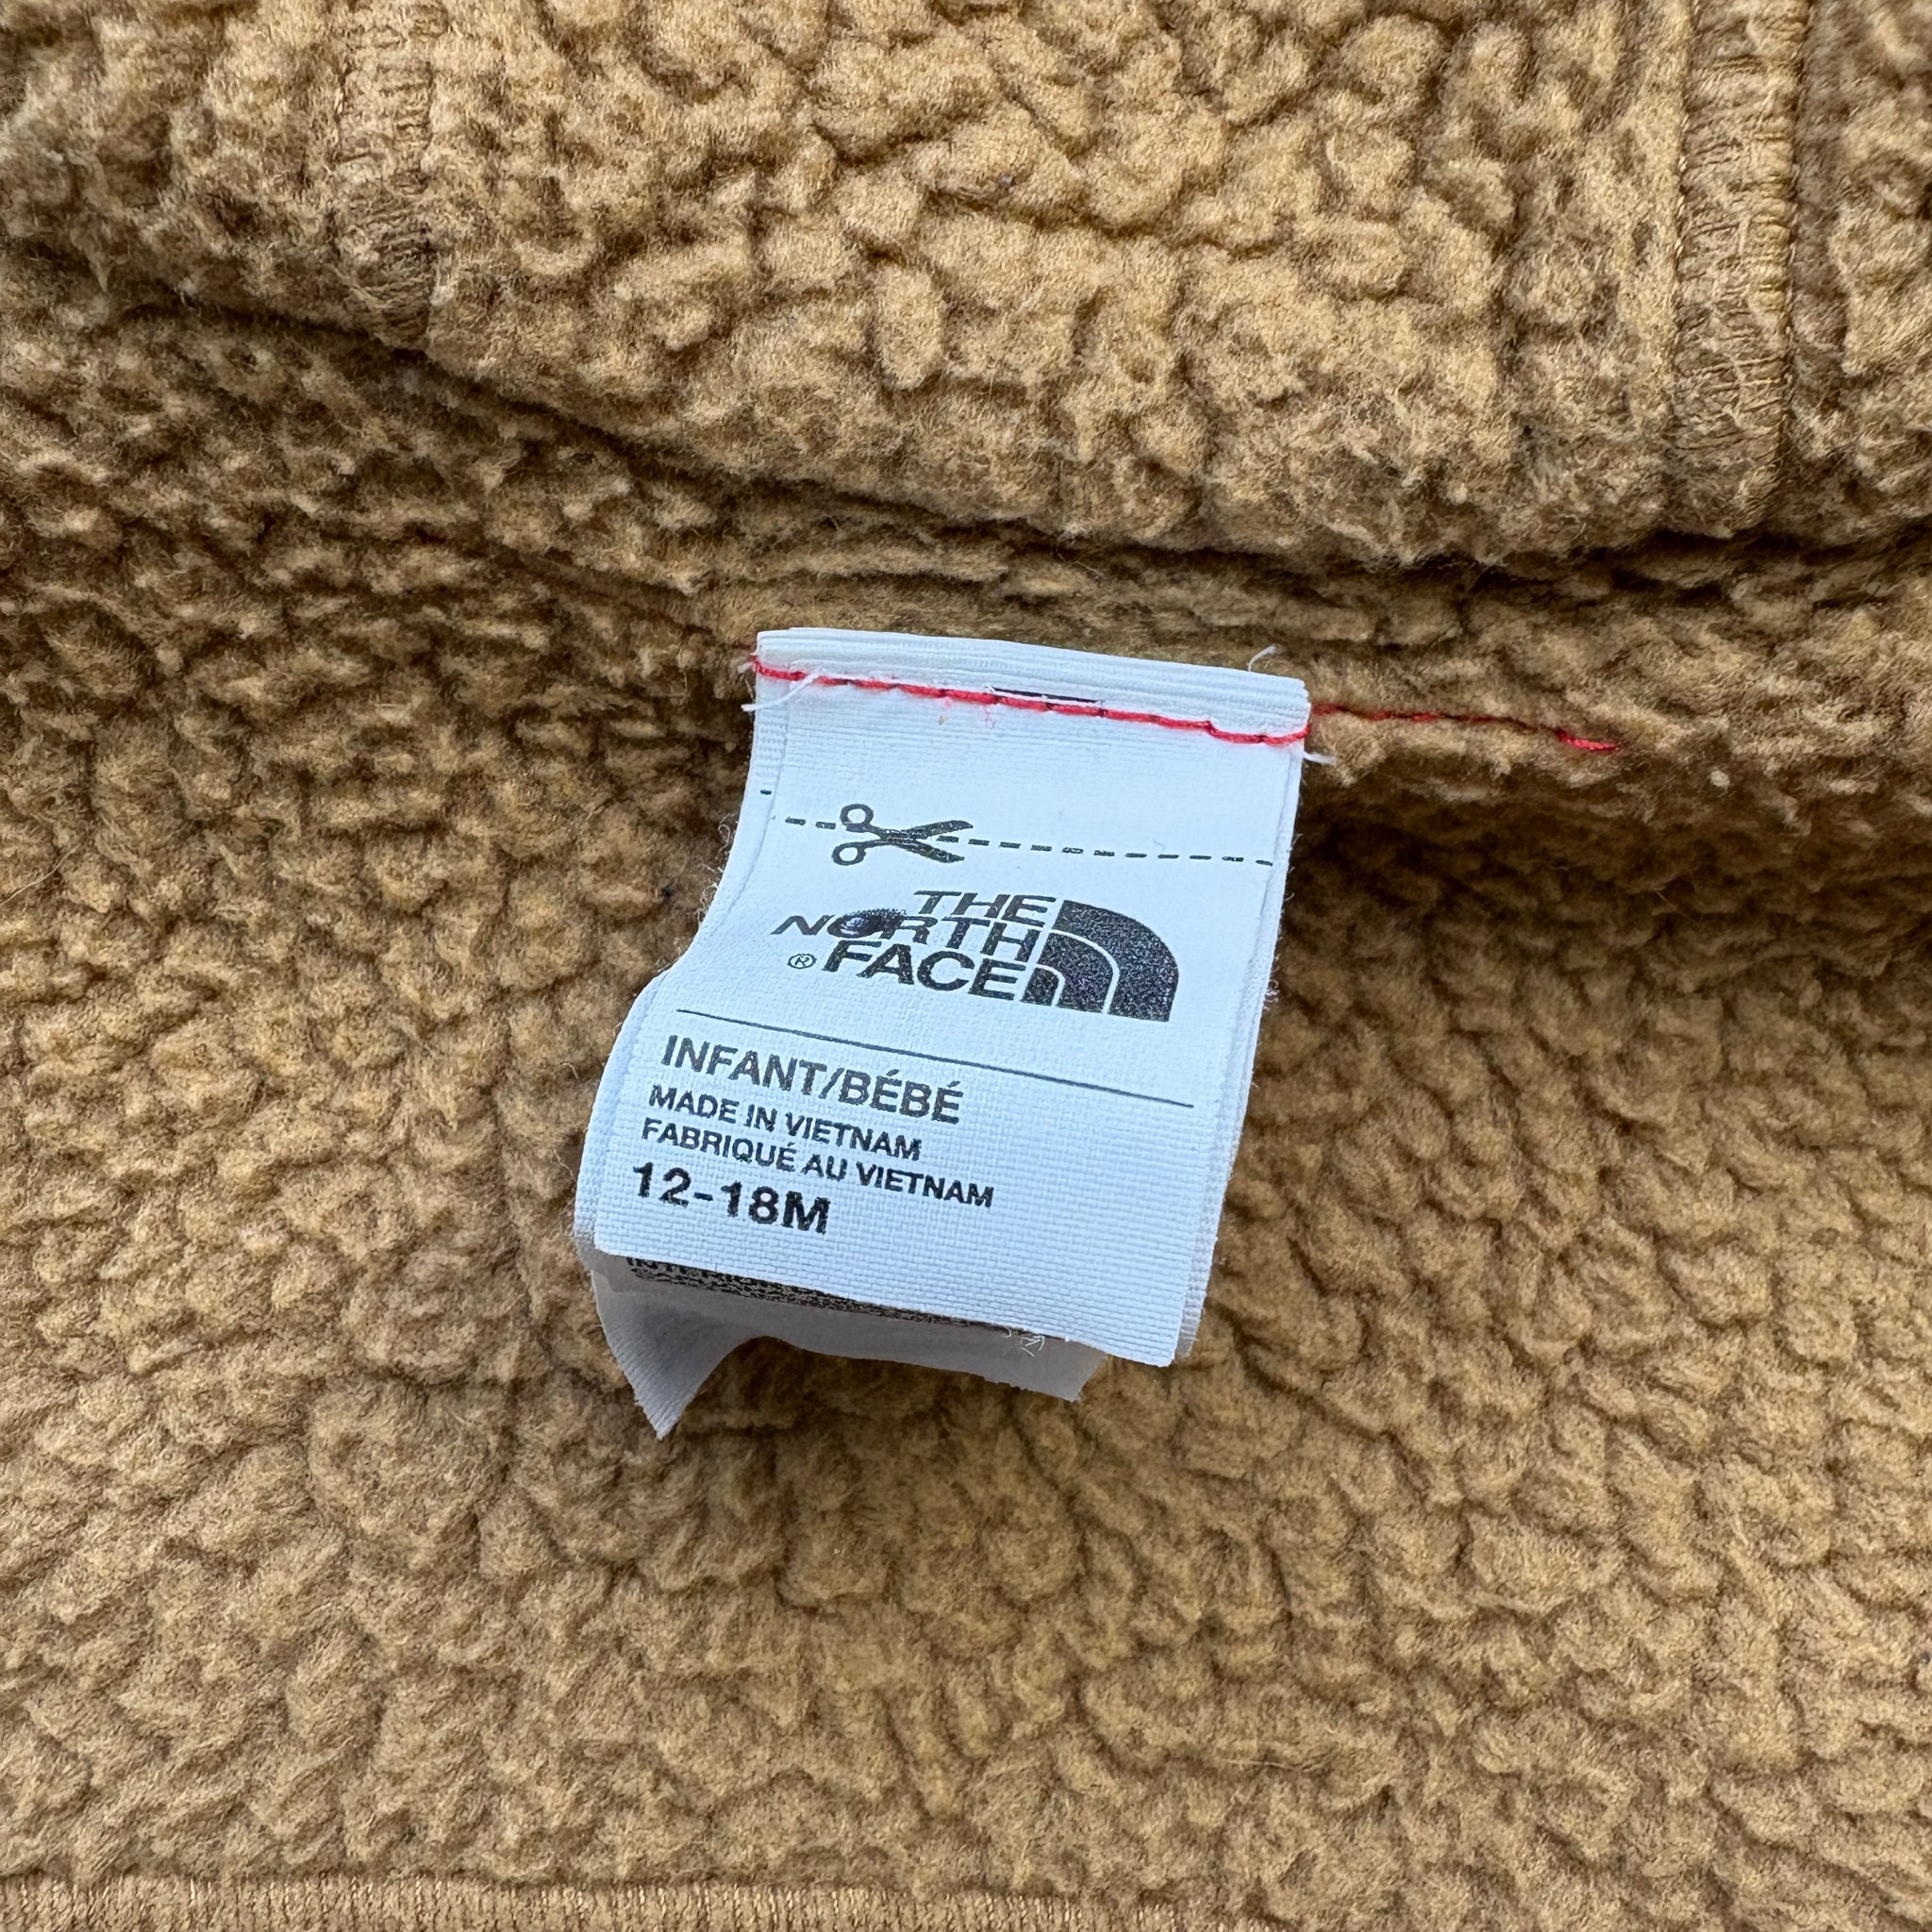 THE
NORTH
FACE
®
INFANT/BÉBÉ
MADE IN VIETNAM
FABRIQUÉ AU VIETNAM
12-18M